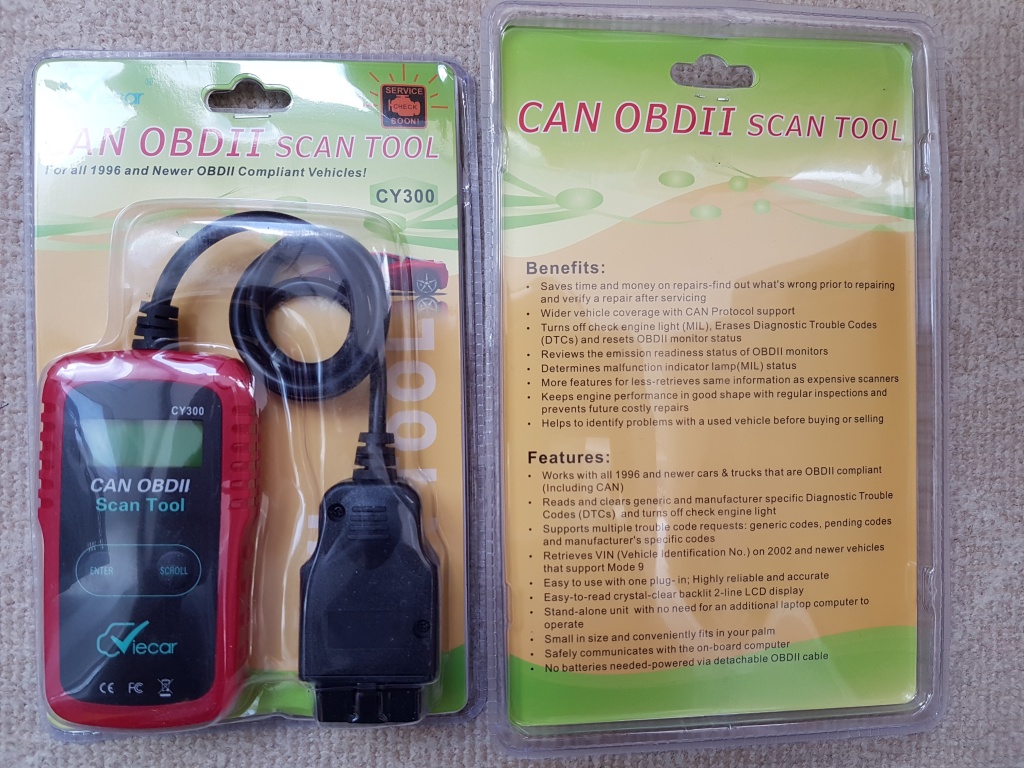 Viecar
SERVICE
CHECK
SOON!
CAN OBDII SCAN TOOL
For all 1996 and Newer OBDII Compliant Vehicles!
CY300
TOOL
CY300
CAN OBDII
Scan Tool
ENTER SCROLL
Viecar
CE FC
CAN OBDII SCAN TOOL
Benefits:
• Saves time and money on repairs-find out what's wrong prior to repairing
and verify a repair after servicing
• Wider vehicle coverage with CAN Protocol support
• Turns off check engine light (MIL), Erases Diagnostic Trouble Codes
(DTCs) and resets OBDII monitor status
• Reviews the emission readiness status of OBDII monitors
• Determines malfunction indicator lamp(MIL) status
• More features for less-retrieves same information as expensive scanners
• Keeps engine performance in good shape with regular inspections and
prevents future costly repairs
• Helps to identify problems with a used vehicle before buying or selling
Features:
• Works with all 1996 and newer cars & trucks that are OBDII compliant
(Including CAN)
• Reads and clears generic and manufacturer specific Diagnostic Trouble
Codes (DTCs) and turns off check engine light
• Supports multiple trouble code requests: generic codes, pending codes
and manufacturer's specific codes
• Retrieves VIN (Vehicle Identification No.) on 2002 and newer vehicles
that support Mode 9
• Easy to use with one plug- in; Highly reliable and accurate
• Easy-to-read crystal-clear backlit 2-line LCD display
• Stand-alone unit with no need for an additional laptop computer to
operate
• Small in size and conveniently fits in your palm
• Safely communicates with the on-board computer
• No batteries needed-powered via detachable OBDII cable